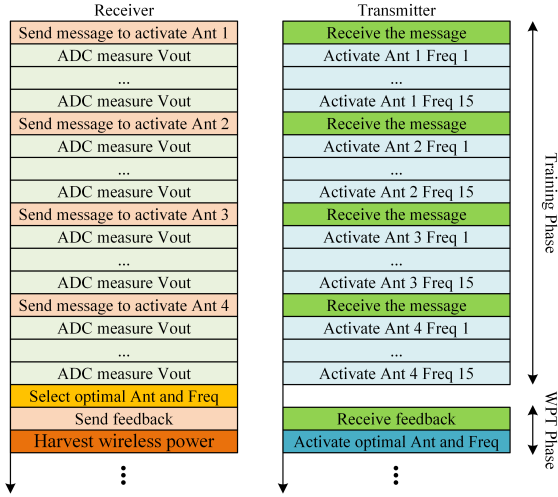 Receiver
Transmitter
Send message to activate Ant 1
Receive the message
ADC measure Vout
Activate Ant 1 Freq 1
...
...
ADC measure Vout
Activate Ant 1 Freq 15
Send message to activate Ant 2
Receive the message
ADC measure Vout
Activate Ant 2 Freq 1
...
...
ADC measure Vout
Activate Ant 2 Freq 15
Send message to activate Ant 3
Receive the message
ADC measure Vout
Activate Ant 3 Freq 1
...
...
ADC measure Vout
Activate Ant 3 Freq 15
Send message to activate Ant 4
Receive the message
ADC measure Vout
Activate Ant 4 Freq 1
...
...
ADC measure Vout
Activate Ant 4 Freq 15
Training Phase
Select optimal Ant and Freq
Send feedback
Receive feedback
Harvest wireless power
Activate optimal Ant and Freq
WPT Phase